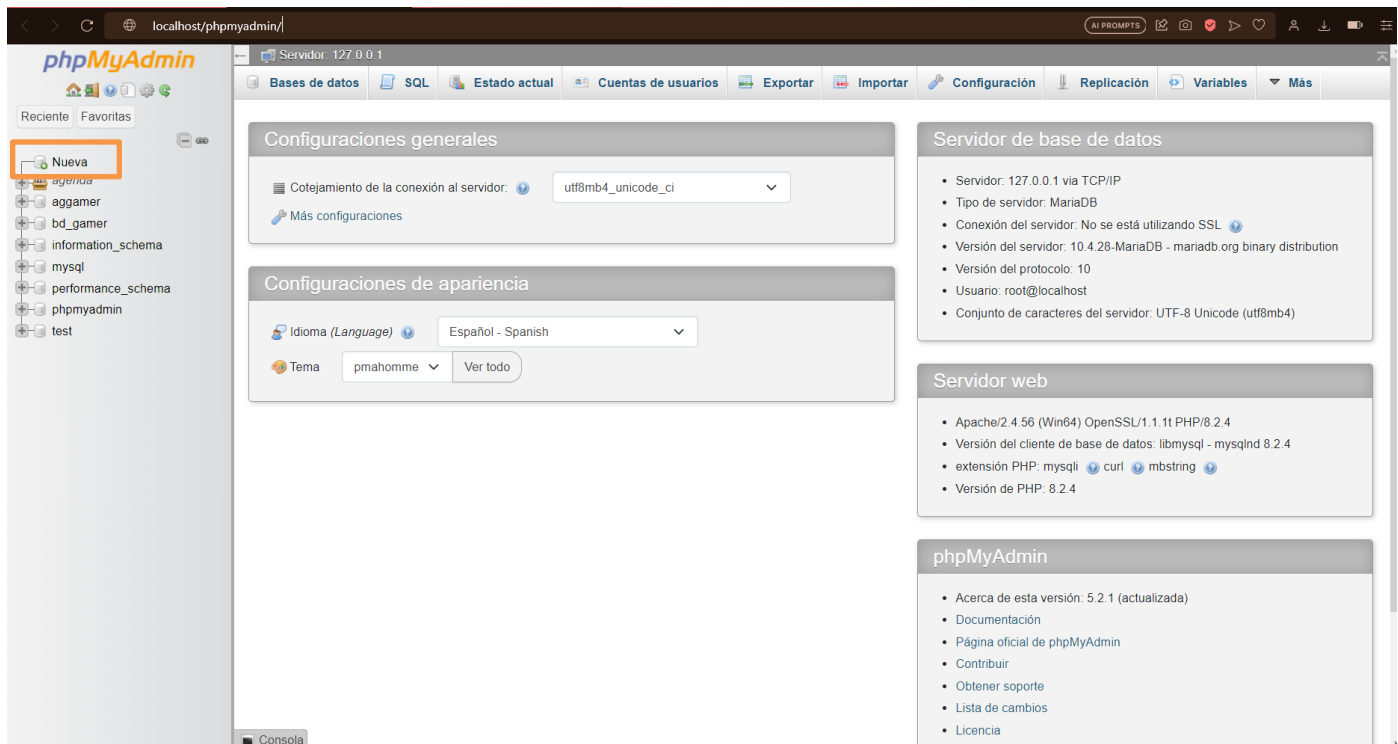 localhost/phpmyadmin/
AI PROMPTS
phpMyAdmin
Reciente Favoritas
Nueva
agenda
aggamer
bd_gamer
information_schema
mysql
performance_schema
phpmyadmin
test
Servidor: 127.0.0.1
Bases de datos SQL Estado actual Cuentas de usuarios Exportar Importar Configuración Replicación Variables Más
Configuraciones generales
Cotejamiento de la conexión al servidor: utf8mb4_unicode_ci
Más configuraciones
Configuraciones de apariencia
Idioma (Language) Español - Spanish
Tema pmahomme Ver todo
Servidor de base de datos
• Servidor: 127.0.0.1 via TCP/IP
• Tipo de servidor: MariaDB
• Conexión del servidor: No se está utilizando SSL
• Versión del servidor: 10.4.28-MariaDB - mariadb.org binary distribution
• Versión del protocolo: 10
• Usuario: root@localhost
• Conjunto de caracteres del servidor: UTF-8 Unicode (utf8mb4)
Servidor web
• Apache/2.4.56 (Win64) OpenSSL/1.1.1t PHP/8.2.4
• Versión del cliente de base de datos: libmysql - mysqlnd 8.2.4
• extensión PHP: mysqli curl mbstring
• Versión de PHP: 8.2.4
phpMyAdmin
• Acerca de esta versión: 5.2.1 (actualizada)
• Documentación
• Página oficial de phpMyAdmin
• Contribuir
• Obtener soporte
• Lista de cambios
• Licencia
Consola